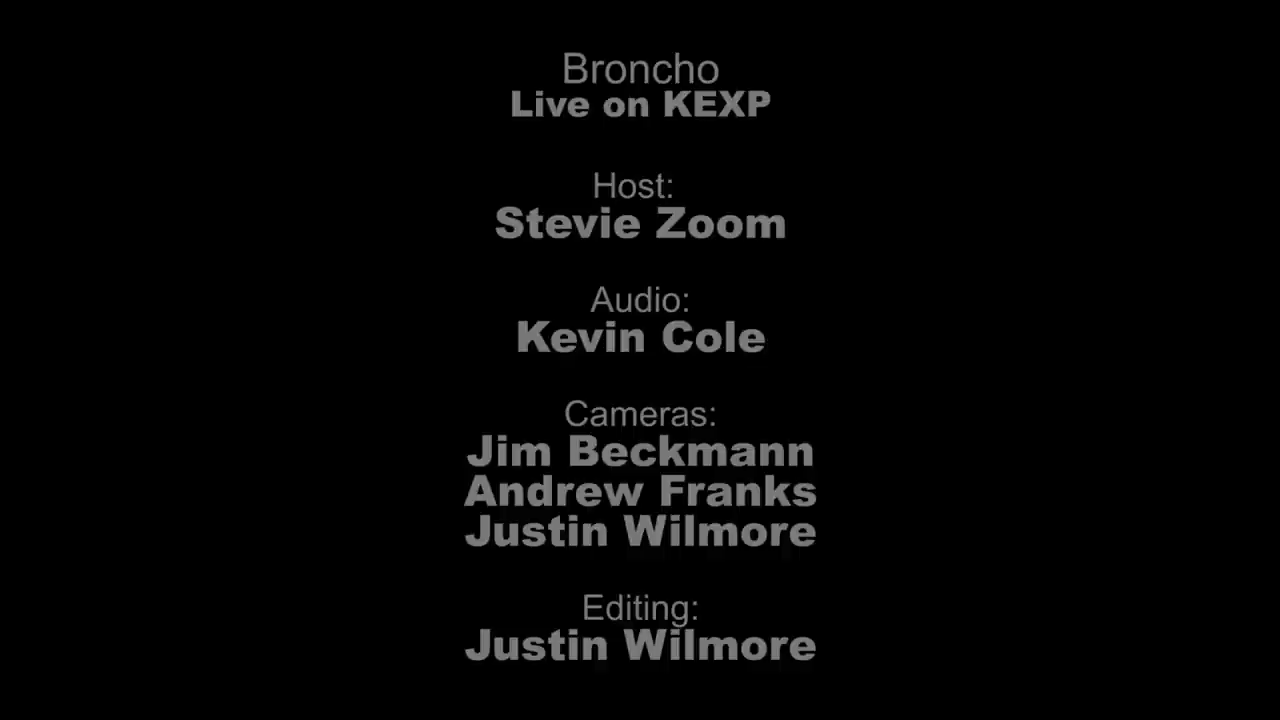 Broncho
Live on KEXP
Host:
Stevie Zoom
Audio:
Kevin Cole
Cameras:
Jim Beckmann
Andrew Franks
Justin Wilmore
Editing:
Justin Wilmore